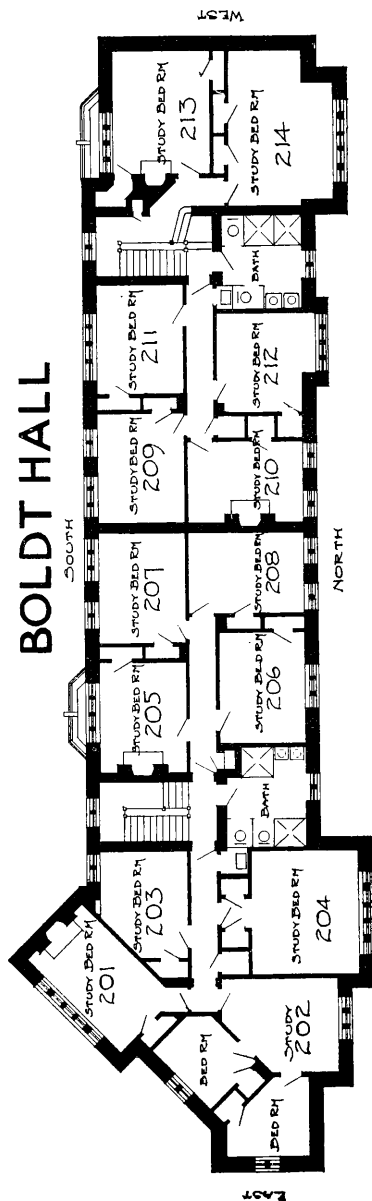 BOLDT HALL
WEST
SOUTH
NORTH
EAST
STUDY BED RM
213
STUDY BED RM
214
BATH
STUDY BED RM
211
STUDY BED RM
212
STUDY BED RM
209
STUDY BED RM
210
STUDY BED RM
207
STUDY BED RM
208
STUDY BED RM
205
STUDY BED RM
206
BATH
STUDY BED RM
203
STUDY BED RM
204
STUDY BED RM
201
STUDY
202
BED RM
BED RM